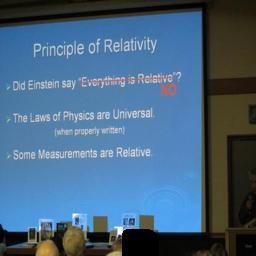 Principle of Relativity
Did Einstein say "Everything is Relative"?
NO
The Laws of Physics are Universal.
(when properly written)
Some Measurements are Relative.